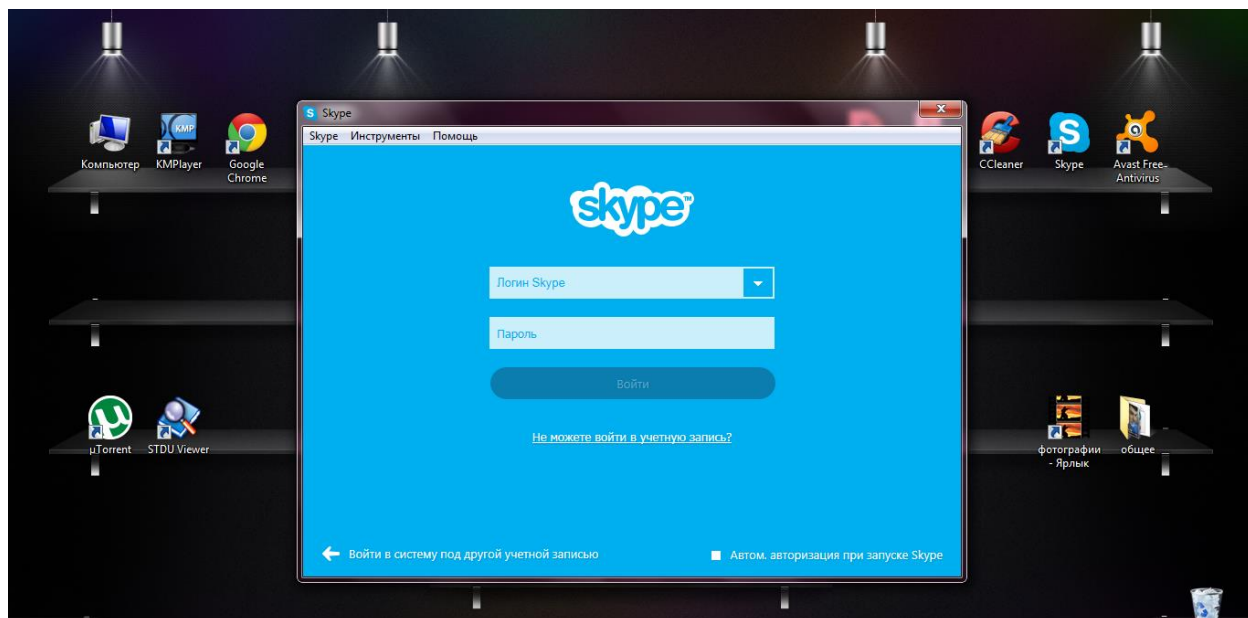 Skype
Skype Инструменты Помощь
Компьютер
KMP
KMPlayer
Google
Chrome
CCleaner
S
Skype
Avast Free
Antivirus
skype™
Логин Skype
Пароль
Войти
Не можете войти в учетную запись?
µTorrent
STDU Viewer
фотографии
- Ярлык
общее
Войти в систему под другой учетной записью
Автом. авторизация при запуске Skype